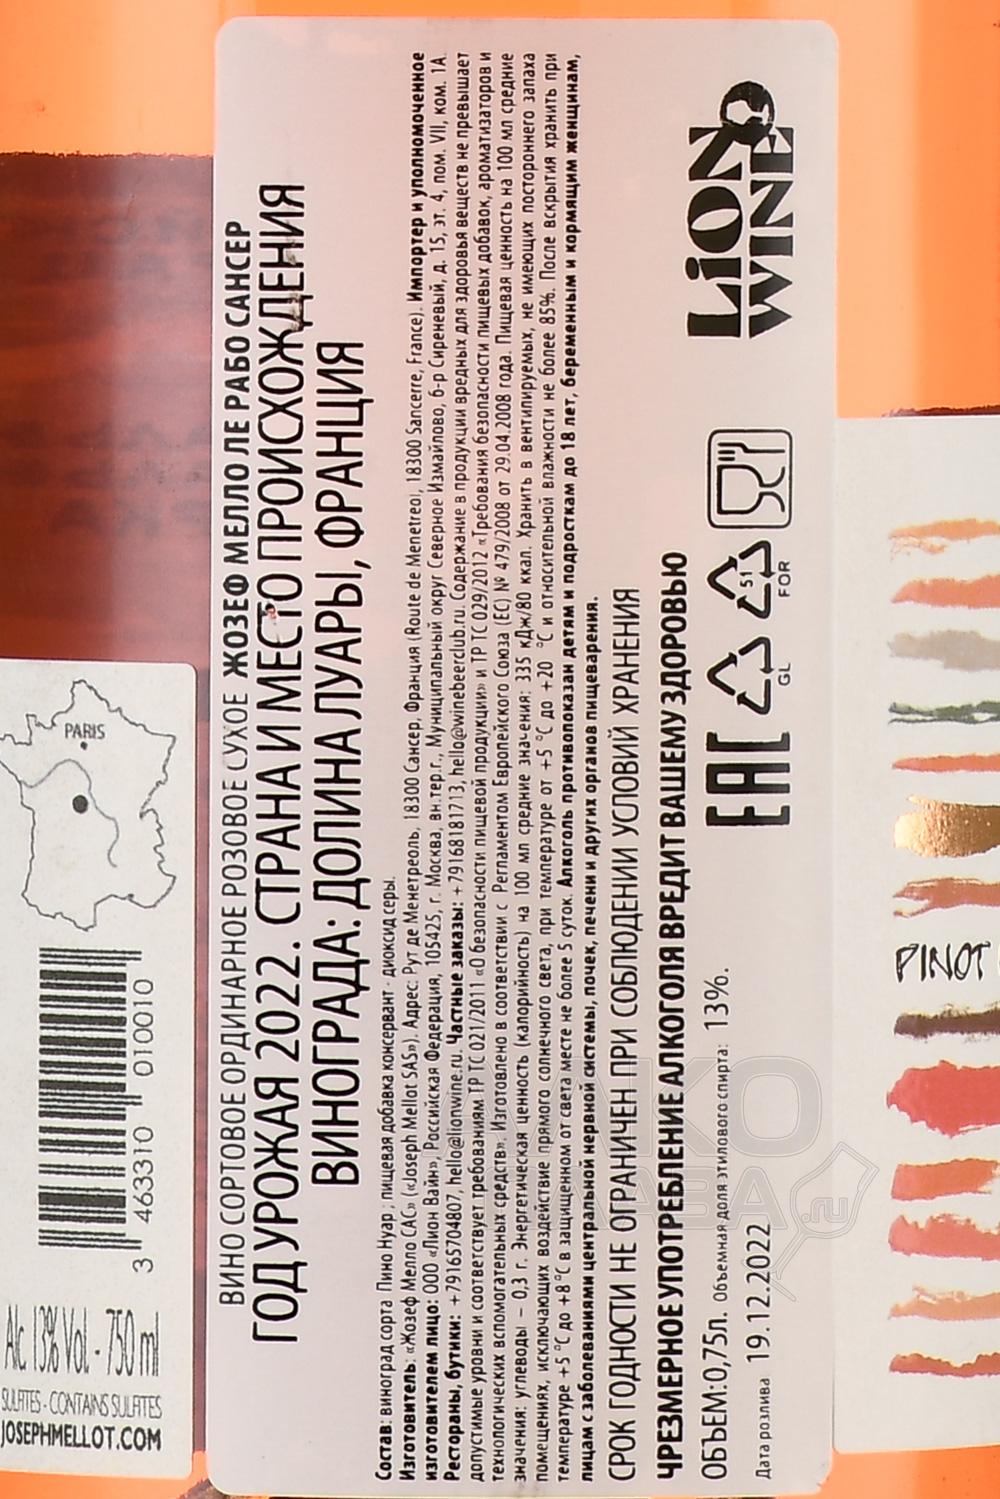 ВИНО СОРТОВОЕ ОРДИНАРНОЕ РОЗОВОЕ СУХОЕ ЖОЗЕФ МЕЛЛО ЛЕ РАБО САНСЕР
ГОД УРОЖАЯ 2022. СТРАНА И МЕСТО ПРОИСХОЖДЕНИЯ
ВИНОГРАДА: ДОЛИНА ЛУАРЫ, ФРАНЦИЯ
Состав: виноград сорта Пино Нуар; пищевая добавка консервант - диоксид серы.
Изготовитель: «Жозеф Мелло САС» («Joseph Mellot SAS»). Адрес: Рут де Менетреоль, 18300 Сансер, Франция (Route de Menetreol, 18300 Sancerre, France). Импортер и уполномоченное
изготовителем лицо: ООО «Лион Вайн», Российская Федерация, 105425, г. Москва, вн.тер.г., Муниципальный округ Северное Измайлово, б-р Сиреневый, д. 15, эт. 4, пом. VII, ком. 1А.
Рестораны, бутики: +79165704807, hello@lionwine.ru. Частные заказы: +79168181713, hello@winebeerclub.ru. Содержание в продукции вредных для здоровья веществ не превышает
допустимые уровни и соответствует требованиям ТР ТС 021/2011 «О безопасности пищевой продукции» и ТР ТС 029/2012 «Требования безопасности пищевых добавок, ароматизаторов и
технологических вспомогательных средств». Изготовлено в соответствии с Регламентом Европейского Союза (ЕС) № 479/2008 от 29.04.2008 года. Пищевая ценность на 100 мл средние
значения: углеводы – 0,3 г. Энергетическая ценность (калорийность) на 100 мл средние значения: 335 кДж/80 ккал. Хранить в вентилируемых, не имеющих постороннего запаха
помещениях, исключающих воздействие прямого солнечного света, при температуре от +5 °С до +20 °С и относительной влажности не более 85%. После вскрытия хранить при
температуре +5 °С до +8 °С в защищенном от света месте не более 5 суток. Алкоголь противопоказан детям и подросткам до 18 лет, беременным и кормящим женщинам,
лицам с заболеваниями центральной нервной системы, почек, печени и других органов пищеварения.
СРОК ГОДНОСТИ НЕ ОГРАНИЧЕН ПРИ СОБЛЮДЕНИИ УСЛОВИЙ ХРАНЕНИЯ
ЧРЕЗМЕРНОЕ УПОТРЕБЛЕНИЕ АЛКОГОЛЯ ВРЕДИТ ВАШЕМУ ЗДОРОВЬЮ
ОБЪЕМ: 0,75л. Объемная доля этилового спирта: 13%.
Дата розлива 19.12.2022
EAC
GL
51
FOR
LION
WINE
PARIS
3 463310 010010
Alc. 13% Vol. - 750 ml
SULFITES - CONTAINS SULFITES
JOSEPHMELLOT.COM
PINOT